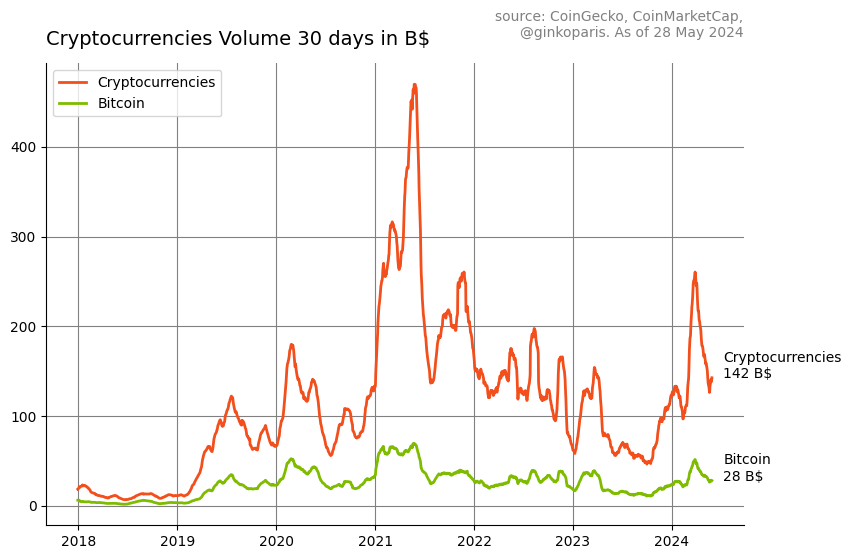 source: CoinGecko, CoinMarketCap,
@ginkoparis. As of 28 May 2024
Cryptocurrencies Volume 30 days in B$
Cryptocurrencies
Bitcoin
400
300
200
100
0
Cryptocurrencies
142 B$
Bitcoin
28 B$
2018 2019 2020 2021 2022 2023 2024